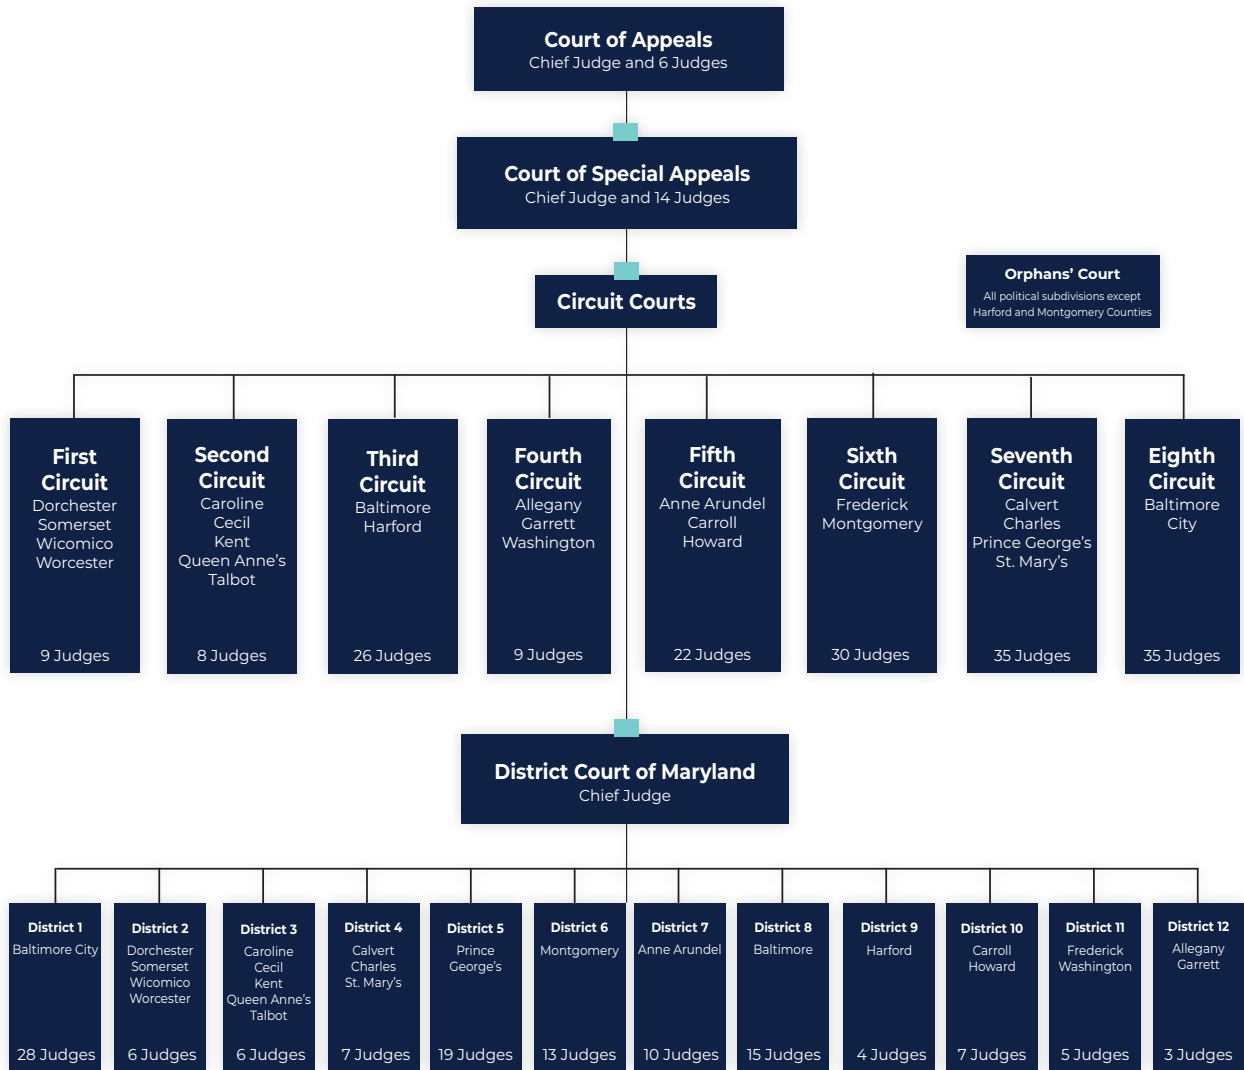 Court of Appeals
Chief Judge and 6 Judges
Court of Special Appeals
Chief Judge and 14 Judges
Circuit Courts
Orphans’ Court
All political subdivisions except
Harford and Montgomery Counties
First
Circuit
Dorchester
Somerset
Wicomico
Worcester
9 Judges
Second
Circuit
Caroline
Cecil
Kent
Queen Anne’s
Talbot
8 Judges
Third
Circuit
Baltimore
Harford
26 Judges
Fourth
Circuit
Allegany
Garrett
Washington
9 Judges
Fifth
Circuit
Anne Arundel
Carroll
Howard
22 Judges
Sixth
Circuit
Frederick
Montgomery
30 Judges
Seventh
Circuit
Calvert
Charles
Prince George’s
St. Mary’s
35 Judges
Eighth
Circuit
Baltimore
City
35 Judges
District Court of Maryland
Chief Judge
District 1
Baltimore City
28 Judges
District 2
Dorchester
Somerset
Wicomico
Worcester
6 Judges
District 3
Caroline
Cecil
Kent
Queen Anne’s
Talbot
6 Judges
District 4
Calvert
Charles
St. Mary’s
7 Judges
District 5
Prince
George’s
19 Judges
District 6
Montgomery
13 Judges
District 7
Anne Arundel
10 Judges
District 8
Baltimore
15 Judges
District 9
Harford
4 Judges
District 10
Carroll
Howard
7 Judges
District 11
Frederick
Washington
5 Judges
District 12
Allegany
Garrett
3 Judges